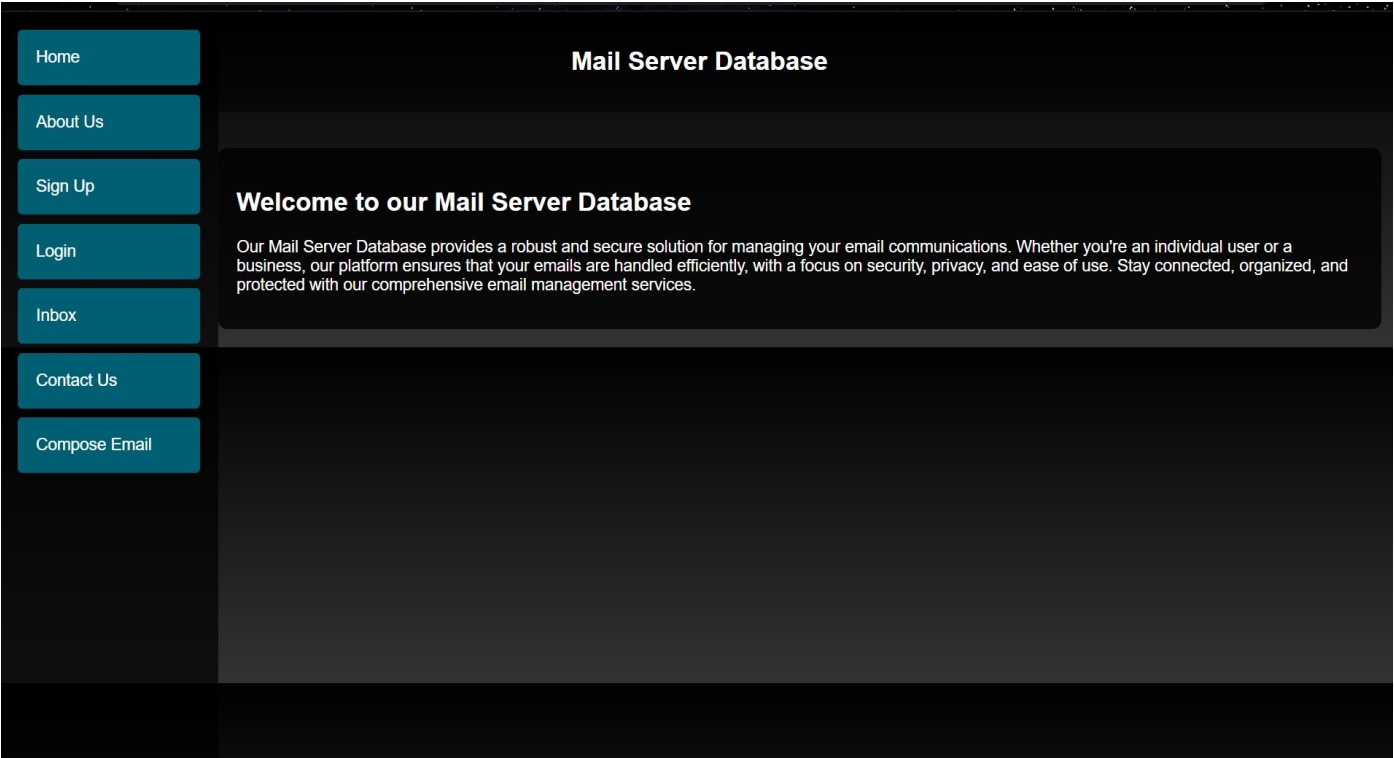 Home
About Us
Sign Up
Login
Inbox
Contact Us
Compose Email
Mail Server Database
Welcome to our Mail Server Database
Our Mail Server Database provides a robust and secure solution for managing your email communications. Whether you're an individual user or a
business, our platform ensures that your emails are handled efficiently, with a focus on security, privacy, and ease of use. Stay connected, organized, and
protected with our comprehensive email management services.